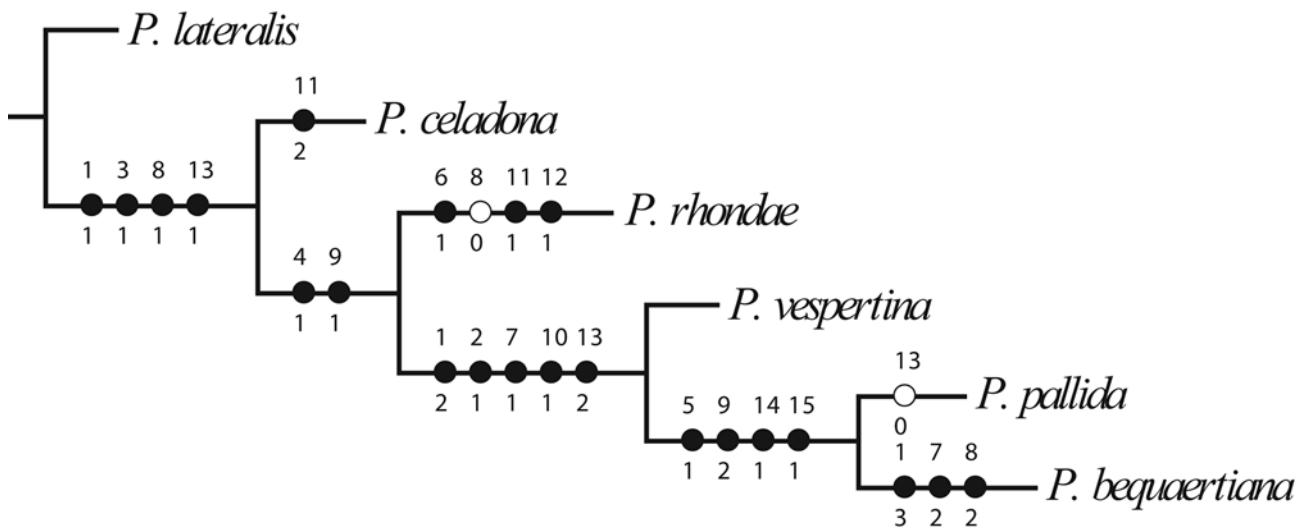 P. lateralis
11
P. celadona
2
1 3 8 13
1 1 1 1
6 8 11 12
P. rhondae
1 0 1 1
4 9
1 1
P. vespertina
1 2 7 10 13
2 1 1 1 2
13
P. pallida
0
5 9 14 15
1 2 1 1
1 7 8
P. bequaertiana
3 2 2